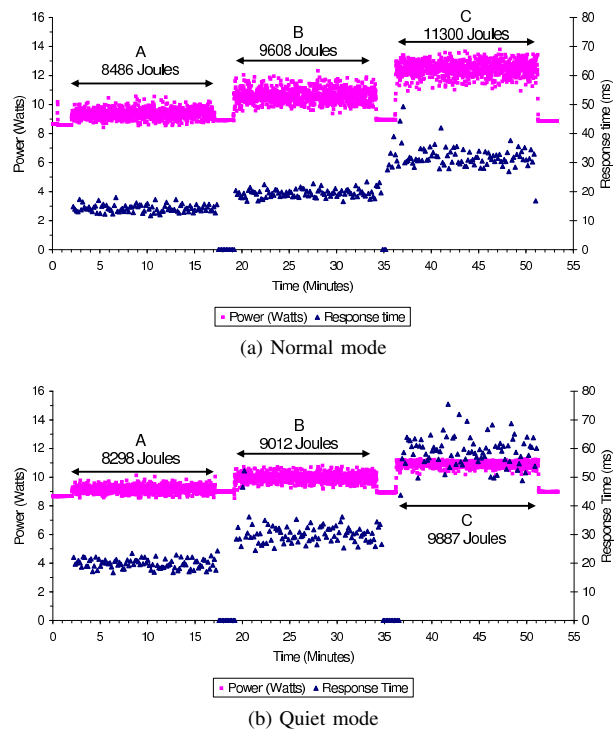 A
8486 Joules
B
9608 Joules
C
11300 Joules
16
14
12
10
8
6
4
2
0
Power (Watts)
80
70
60
50
40
30
20
10
0
Response time (ms)
0 5 10 15 20 25 30 35 40 45 50 55
Time (Minutes)
Power (Watts) Response time
(a) Normal mode
A
8298 Joules
B
9012 Joules
C
9887 Joules
16
14
12
10
8
6
4
2
0
Power (Watts)
80
70
60
50
40
30
20
10
0
Response Time (ms)
0 5 10 15 20 25 30 35 40 45 50 55
Time (Minutes)
Power (Watts) Response Time
(b) Quiet mode